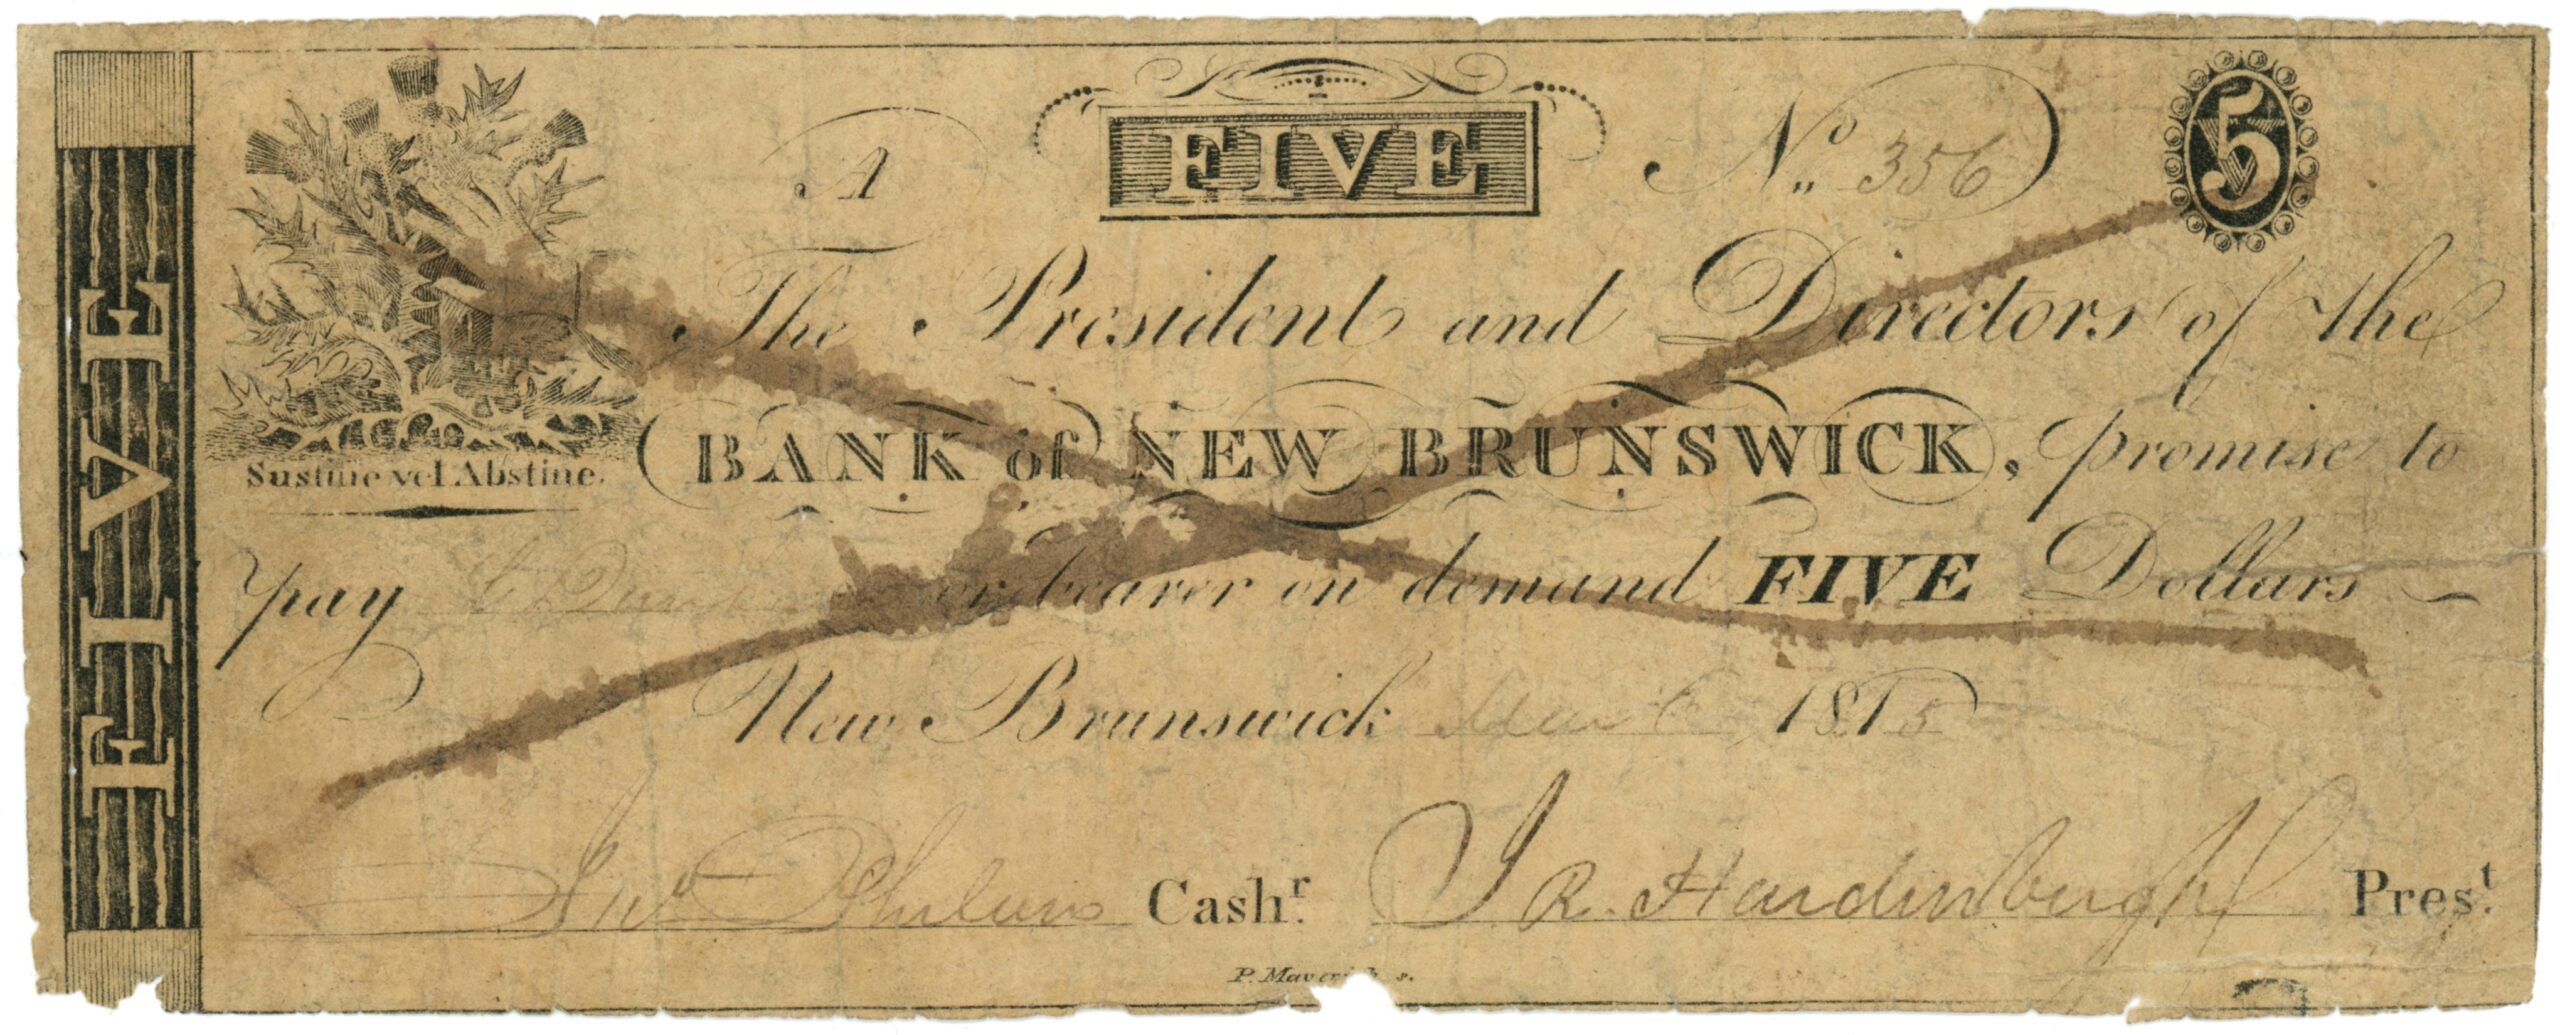 FIVE
A FIVE No. 356 5
The President and Directors of the
Sustine vel Abstine.
BANK of NEW BRUNSWICK, promise to
pay or bearer on demand FIVE Dollars
New Brunswick 1815
Cashr. J R. Hardenbergh Prest.
P. Maverick s.